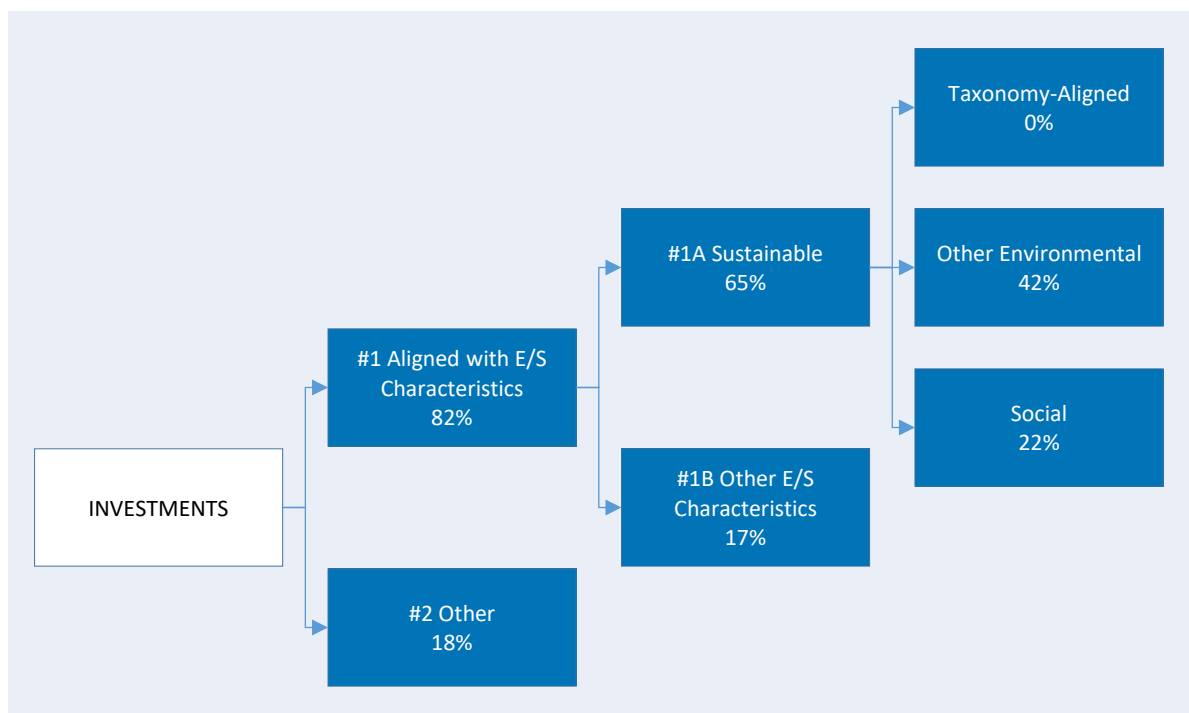 INVESTMENTS
#1 Aligned with E/S
Characteristics
82%
#2 Other
18%
#1A Sustainable
65%
#1B Other E/S
Characteristics
17%
Taxonomy-Aligned
0%
Other Environmental
42%
Social
22%